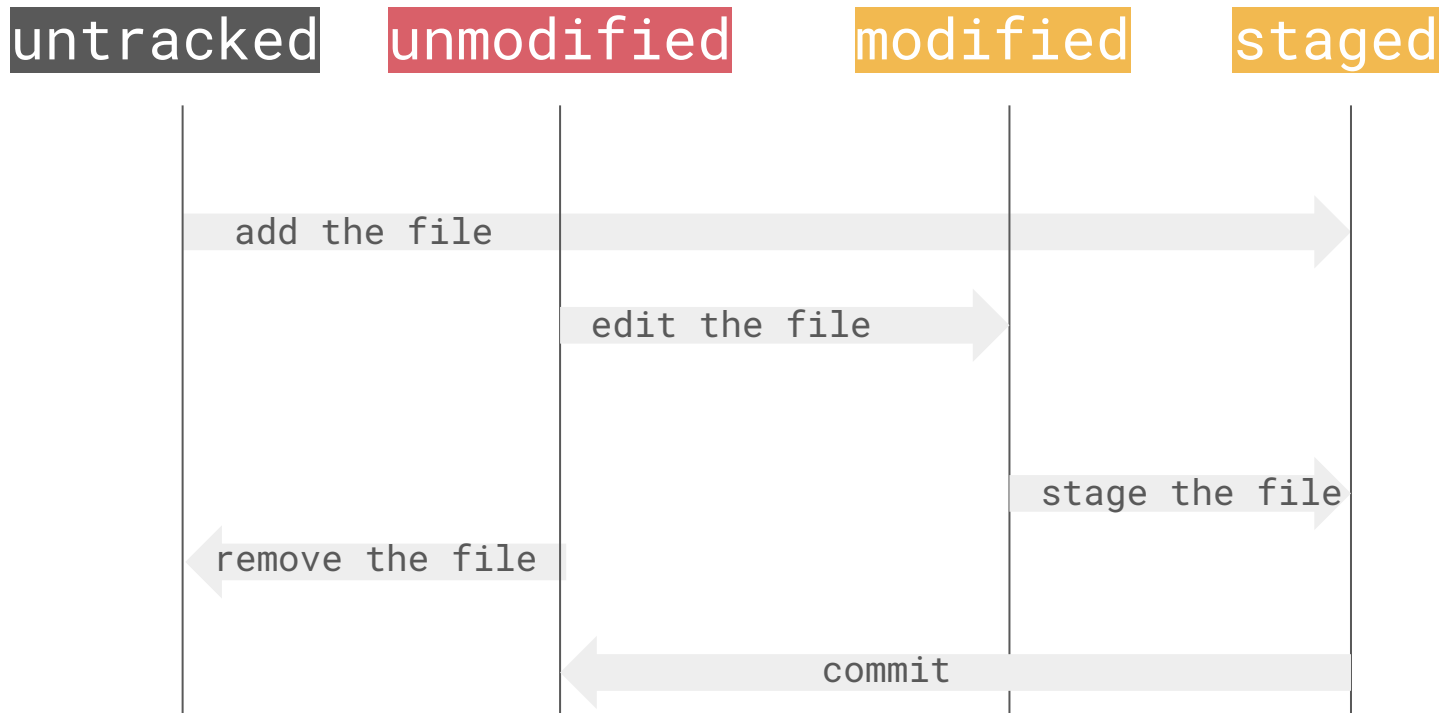 untracked unmodified modified staged
add the file
edit the file
stage the file
remove the file
commit